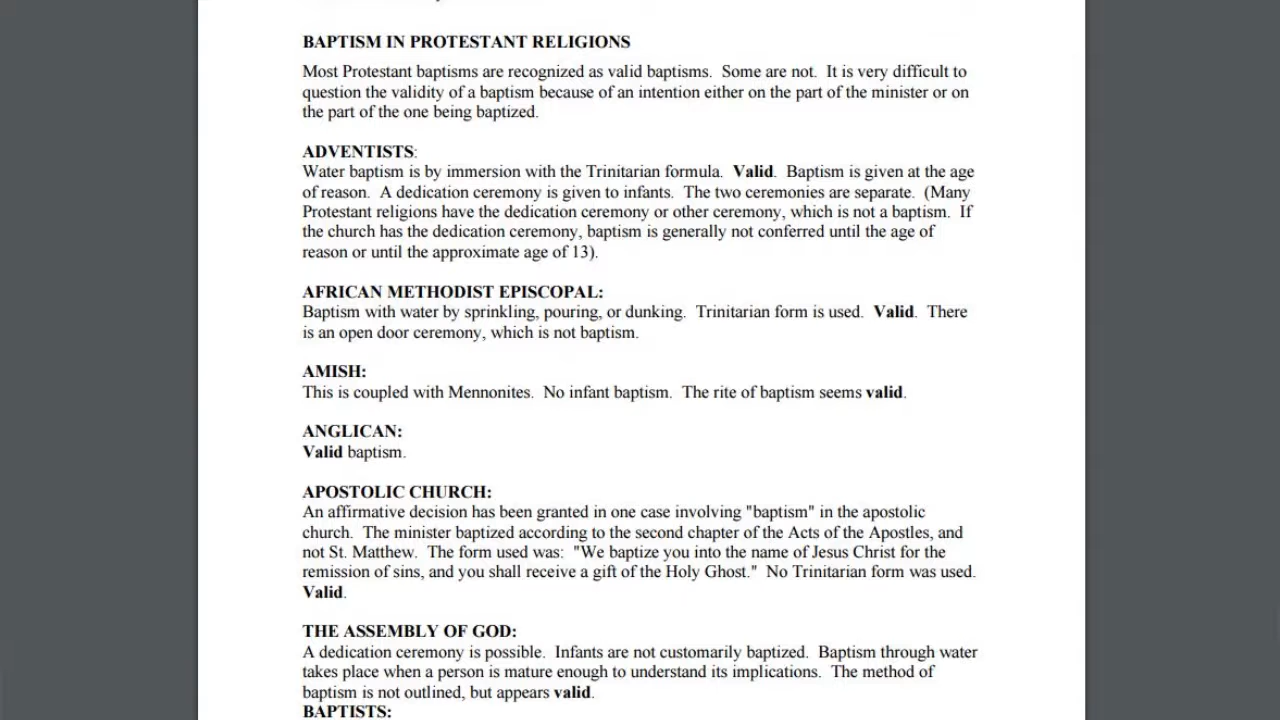 BAPTISM IN PROTESTANT RELIGIONS
Most Protestant baptisms are recognized as valid baptisms. Some are not. It is very difficult to
question the validity of a baptism because of an intention either on the part of the minister or on
the part of the one being baptized.
ADVENTISTS:
Water baptism is by immersion with the Trinitarian formula. Valid. Baptism is given at the age
of reason. A dedication ceremony is given to infants. The two ceremonies are separate. (Many
Protestant religions have the dedication ceremony or other ceremony, which is not a baptism. If
the church has the dedication ceremony, baptism is generally not conferred until the age of
reason or until the approximate age of 13).
AFRICAN METHODIST EPISCOPAL:
Baptism with water by sprinkling, pouring, or dunking. Trinitarian form is used. Valid. There
is an open door ceremony, which is not baptism.
AMISH:
This is coupled with Mennonites. No infant baptism. The rite of baptism seems valid.
ANGLICAN:
Valid baptism.
APOSTOLIC CHURCH:
An affirmative decision has been granted in one case involving "baptism" in the apostolic
church. The minister baptized according to the second chapter of the Acts of the Apostles, and
not St. Matthew. The form used was: "We baptize you into the name of Jesus Christ for the
remission of sins, and you shall receive a gift of the Holy Ghost." No Trinitarian form was used.
Valid.
THE ASSEMBLY OF GOD:
A dedication ceremony is possible. Infants are not customarily baptized. Baptism through water
takes place when a person is mature enough to understand its implications. The method of
baptism is not outlined, but appears valid.
BAPTISTS: